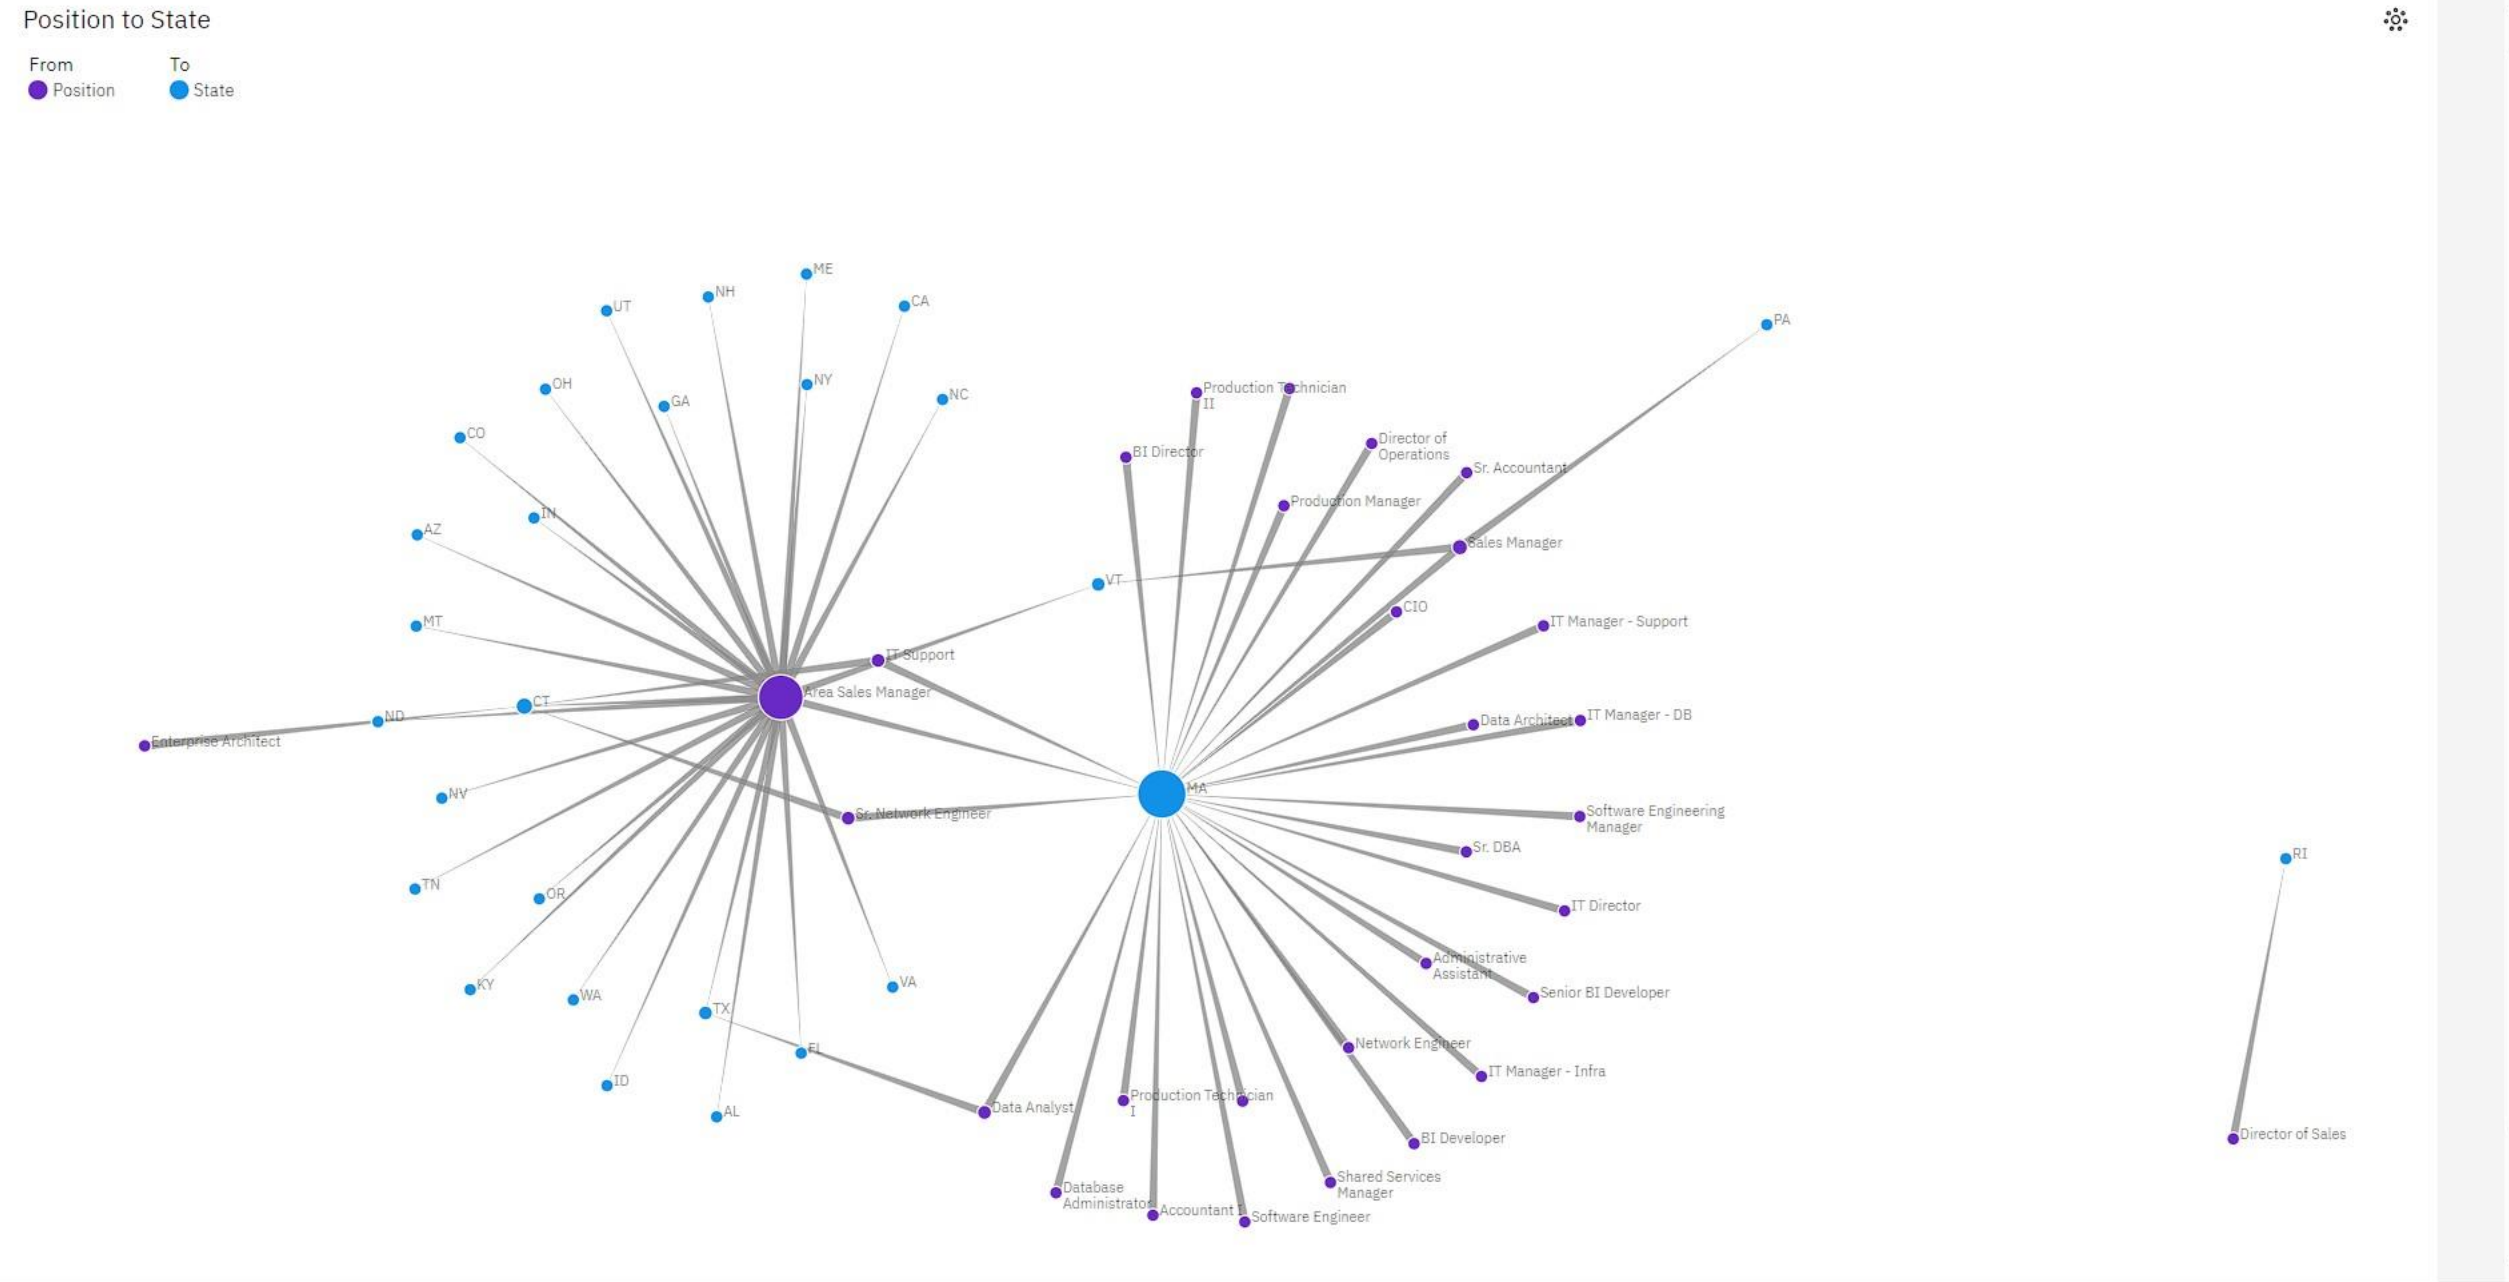 Position to State
From To
Position State
ME
NH
CA
UT
PA
OH
NY
GA
NC
Production Technician
II
CO
Director of
Operations
BI Director
Sr. Accountant
Production Manager
IN
AZ
Sales Manager
VT
CIO
MT
IT Manager - Support
IT Support
Area Sales Manager
CT
ND
Data Architect
IT Manager - DB
Enterprise Architect
MA
NV
Sr. Network Engineer
Software Engineering
Manager
Sr. DBA
RI
TN
OR
IT Director
Administrative
Assistant
KY
WA
VA
Senior BI Developer
TX
FL
Network Engineer
IT Manager - Infra
ID
AL
Data Analyst
Production Technician
I
BI Developer
Director of Sales
Database
Administrator
Accountant I
Shared Services
Manager
Software Engineer